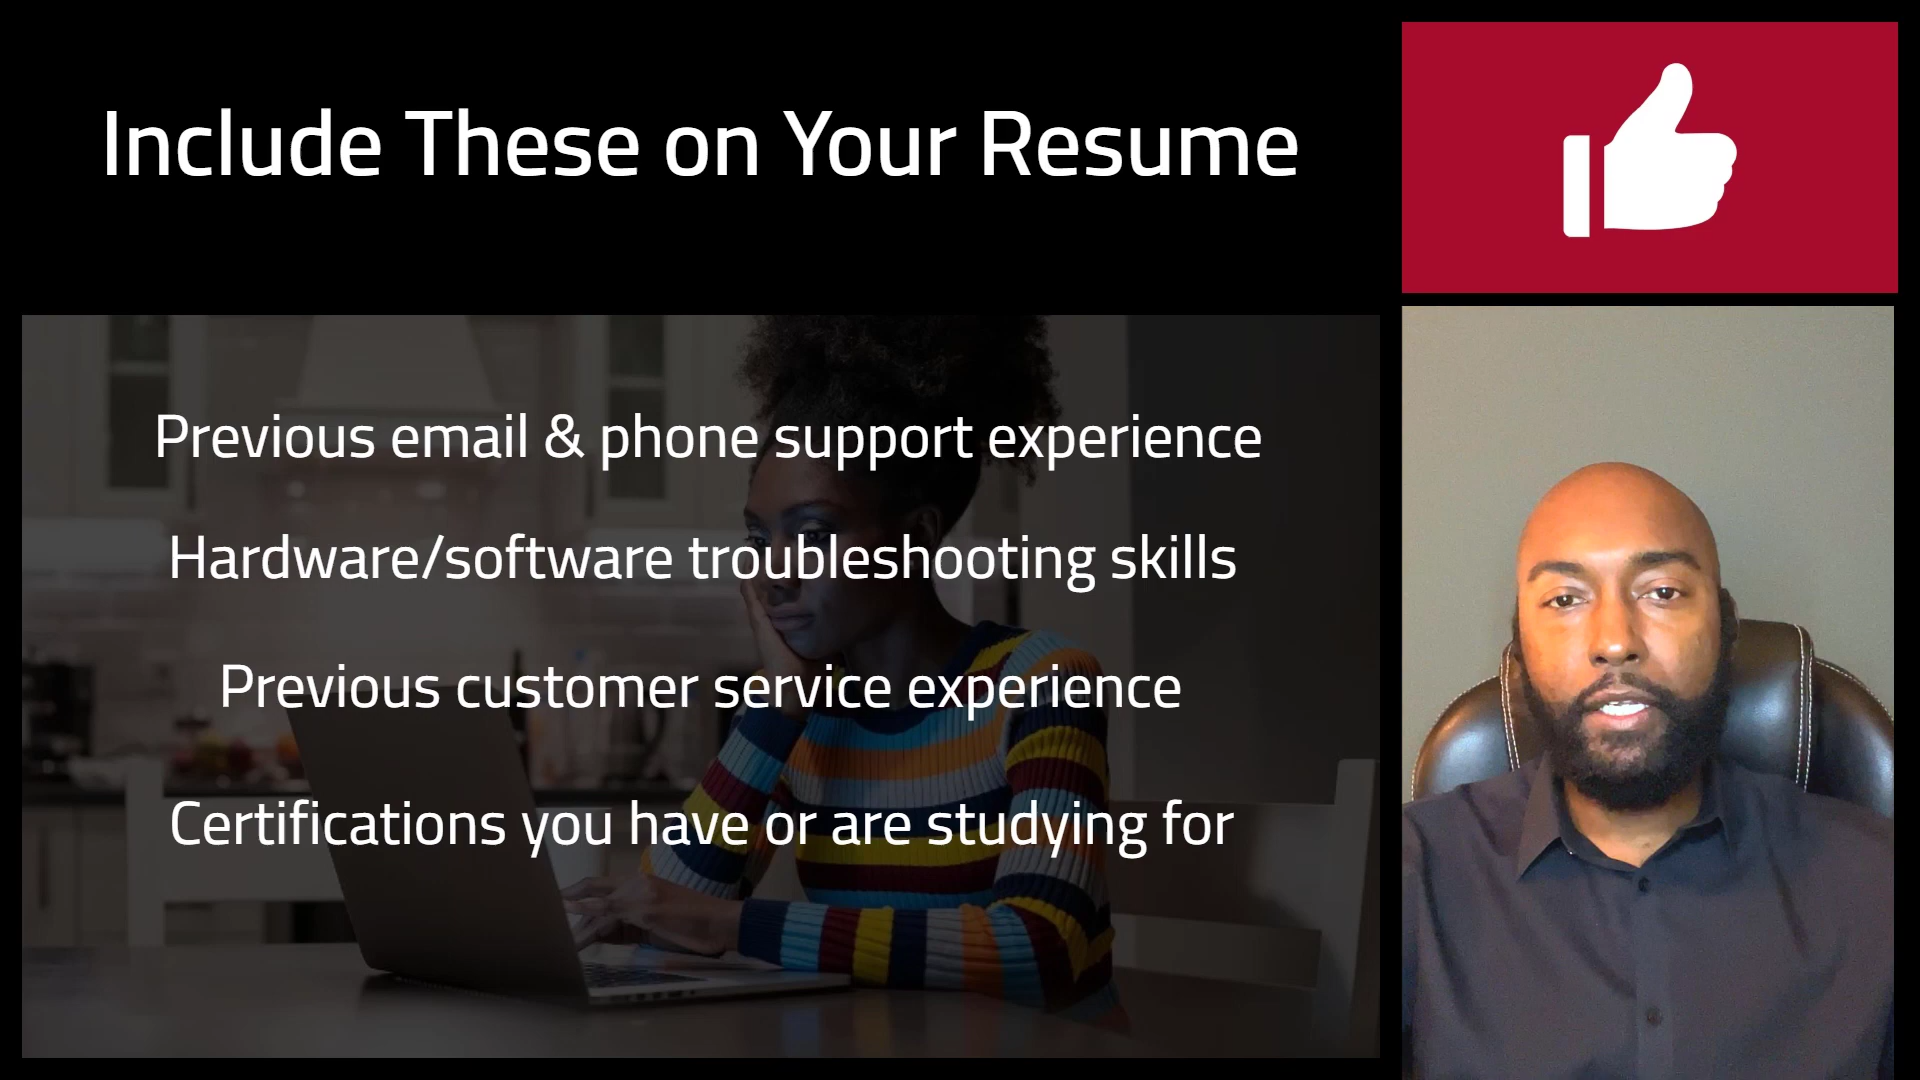 Include These on Your Resume
Previous email & phone support experience
Hardware/software troubleshooting skills
Previous customer service experience
Certifications you have or are studying for